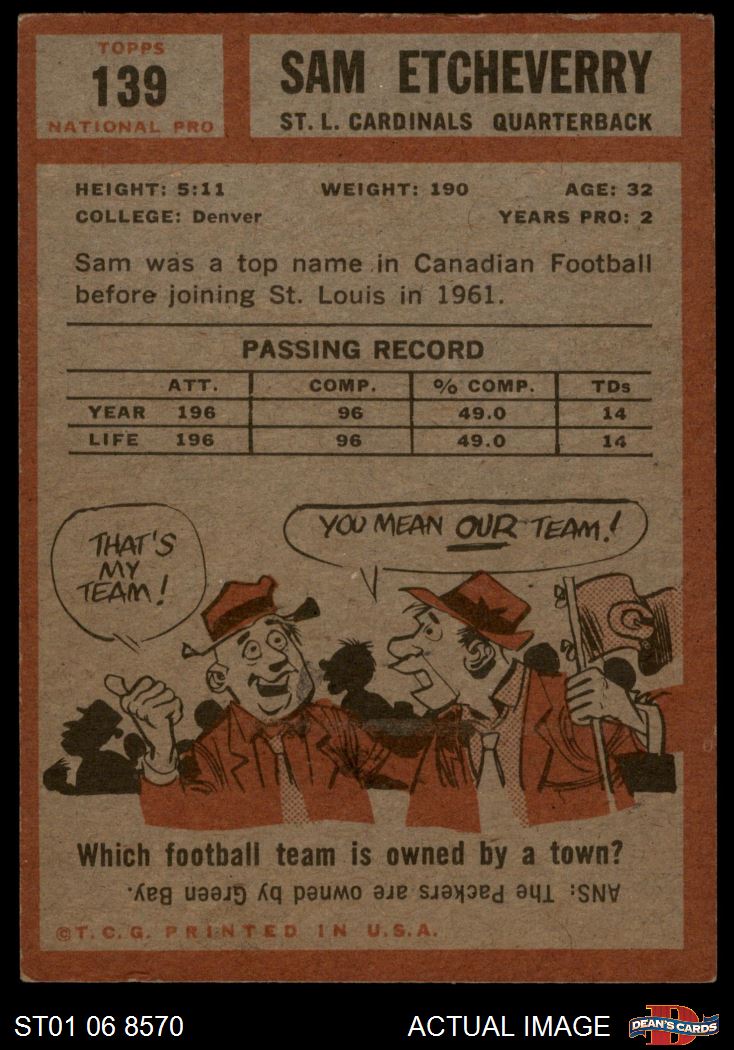 TOPPS
139
NATIONAL PRO
SAM ETCHEVERRY
ST. L. CARDINALS QUARTERBACK
HEIGHT: 5:11 WEIGHT: 190 AGE: 32
COLLEGE: Denver YEARS PRO: 2
Sam was a top name in Canadian Football
before joining St. Louis in 1961.
PASSING RECORD
ATT. COMP. % COMP. TDs
YEAR 196 96 49.0 14
LIFE 196 96 49.0 14
THAT'S
MY
TEAM!
YOU MEAN OUR TEAM!
Which football team is owned by a town?
ANS: The Packers are owned by Green Bay.
©T.C.G. PRINTED IN U.S.A.
ST01 06 8570
ACTUAL IMAGE
DEAN'S CARDS